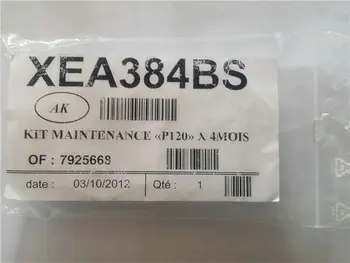 XEA384BS
AK
KIT MAINTENANCE «P120» X 4MOIS
OF : 7925668
date : 03/10/2012 Qté : 1